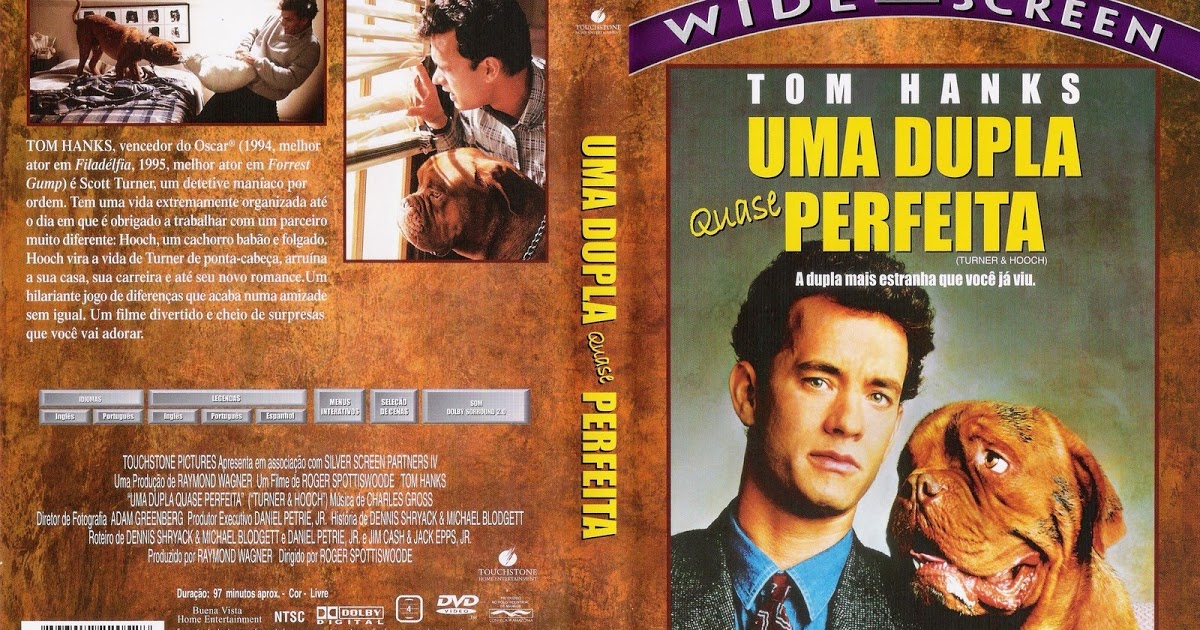 TOUCHSTONE
HOME ENTERTAINMENT
TOM HANKS, vencedor do Oscar® (1994, melhor
ator em Filadélfia, 1995, melhor ator em Forrest
Gump) é Scott Turner, um detetive maníaco por
ordem. Tem uma vida extremamente organizada até
o dia em que é obrigado a trabalhar com um parceiro
muito diferente: Hooch, um cachorro babão e folgado.
Hooch vira a vida de Turner de ponta-cabeça, arruína
a sua casa, sua carreira e até seu novo romance.Um
hilariante jogo de diferenças que acaba numa amizade
sem igual. Um filme divertido e cheio de surpresas
que você vai adorar.
IDIOMAS
Inglês Português
LEGENDAS
Inglês Português Espanhol
MENUS
INTERATIVOS
SELEÇÃO
DE CENAS
SOM
DOLBY SORROUND 2.0
TOUCHSTONE PICTURES Apresenta em associação com SILVER SCREEN PARTNERS IV
Uma Produção de RAYMOND WAGNER Um Filme de ROGER SPOTTISWOODE TOM HANKS
"UMA DUPLA QUASE PERFEITA" ("TURNER & HOOCH") Música de CHARLES GROSS
Diretor de Fotografia ADAM GREENBERG Produtor Executivo DANIEL PETRIE, JR. História de DENNIS SHRYACK & MICHAEL BLODGETT
Roteiro de DENNIS SHRYACK & MICHAEL BLODGETT e DANIEL PETRIE, JR. e JIM CASH & JACK EPPS, JR.
Produzido por RAYMOND WAGNER Dirigido por ROGER SPOTTISWOODE
TOUCHSTONE
HOME ENTERTAINMENT
Duração: 97 minutos aprox. - Cor - Livre
Buena Vista
Home Entertainment
NTSC
DOLBY
DIGITAL
4
DVD
VIDEO
UMA DUPLA quase PERFEITA
WIDE SCREEN
TOM HANKS
UMA DUPLA
quase PERFEITA
(TURNER & HOOCH)
A dupla mais estranha que você já viu.